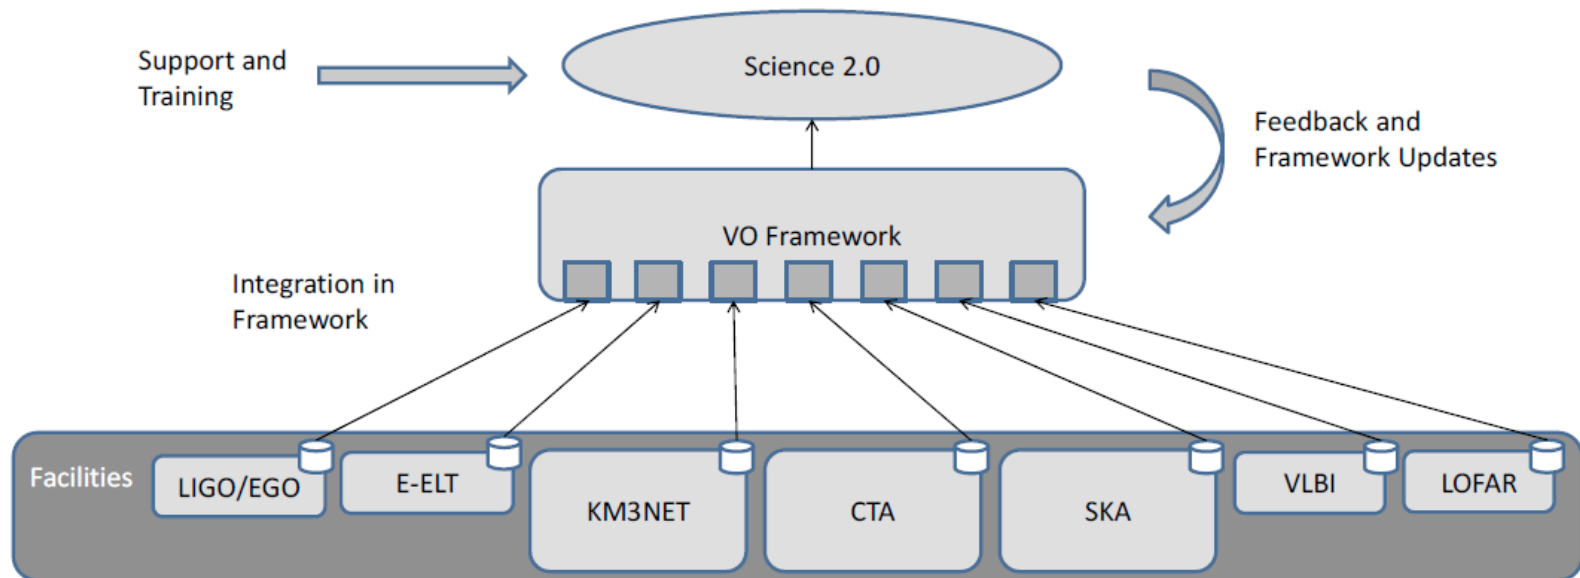 Support and
Training
Science 2.0
Feedback and
Framework Updates
VO Framework
Integration in
Framework
Facilities
LIGO/EGO
E-ELT
KM3NET
CTA
SKA
VLBI
LOFAR